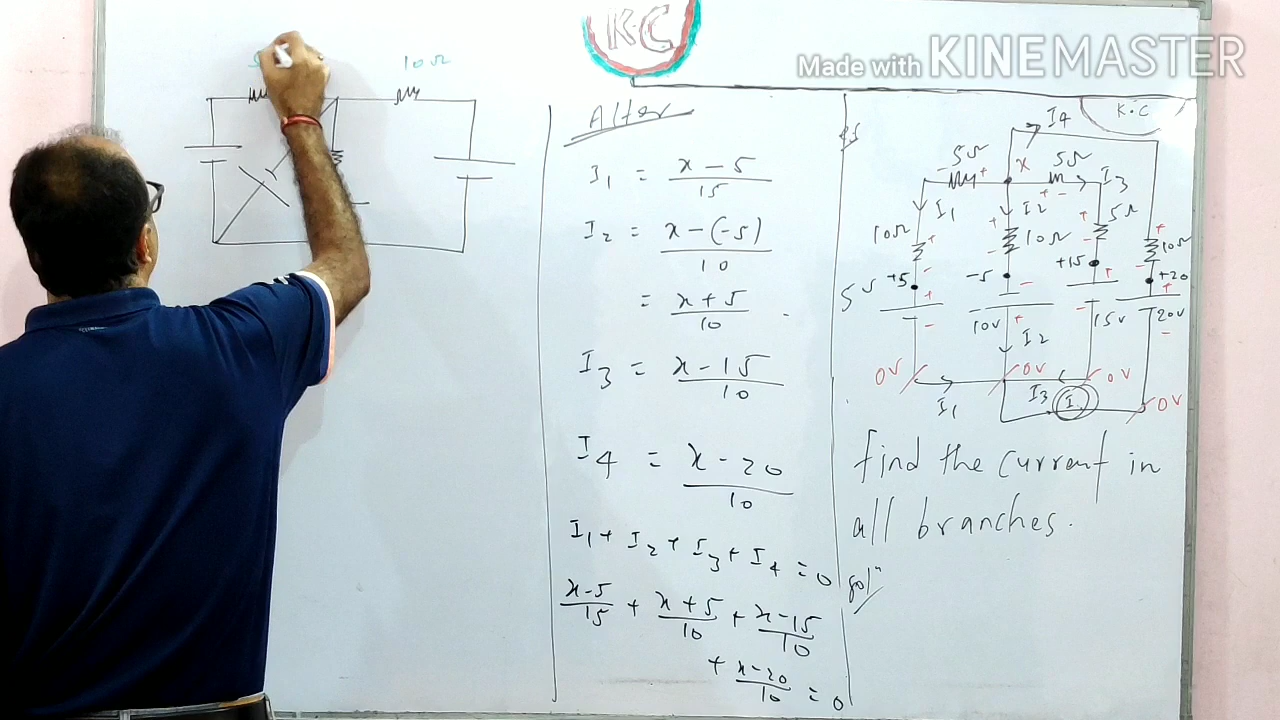 K.C
Made with KINEMASTER
10Ω
Alter
I1 = x-5/15
I2 = x-(-5)/10
= x+5/10
I3 = x-15/10
I4 = x-20/10
I1 + I2 + I3 + I4 = 0
x-5/15 + x+5/10 + x-15/10
+ x-20/10 = 0
K.C
I4
5Ω x 5Ω
I3
I1 I2
10Ω 10Ω 5Ω 10Ω
+5 -5 +15 +20
10V 15V 20V
I2
0V 0V 0V 0V
I1 I3 I
find the current in
all branches.
Solⁿ